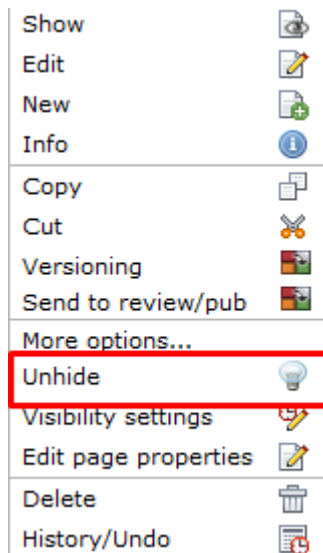 Show
Edit
New
Info
Copy
Cut
Versioning
Send to review/pub
More options...
Unhide
Visibility settings
Edit page properties
Delete
History/Undo